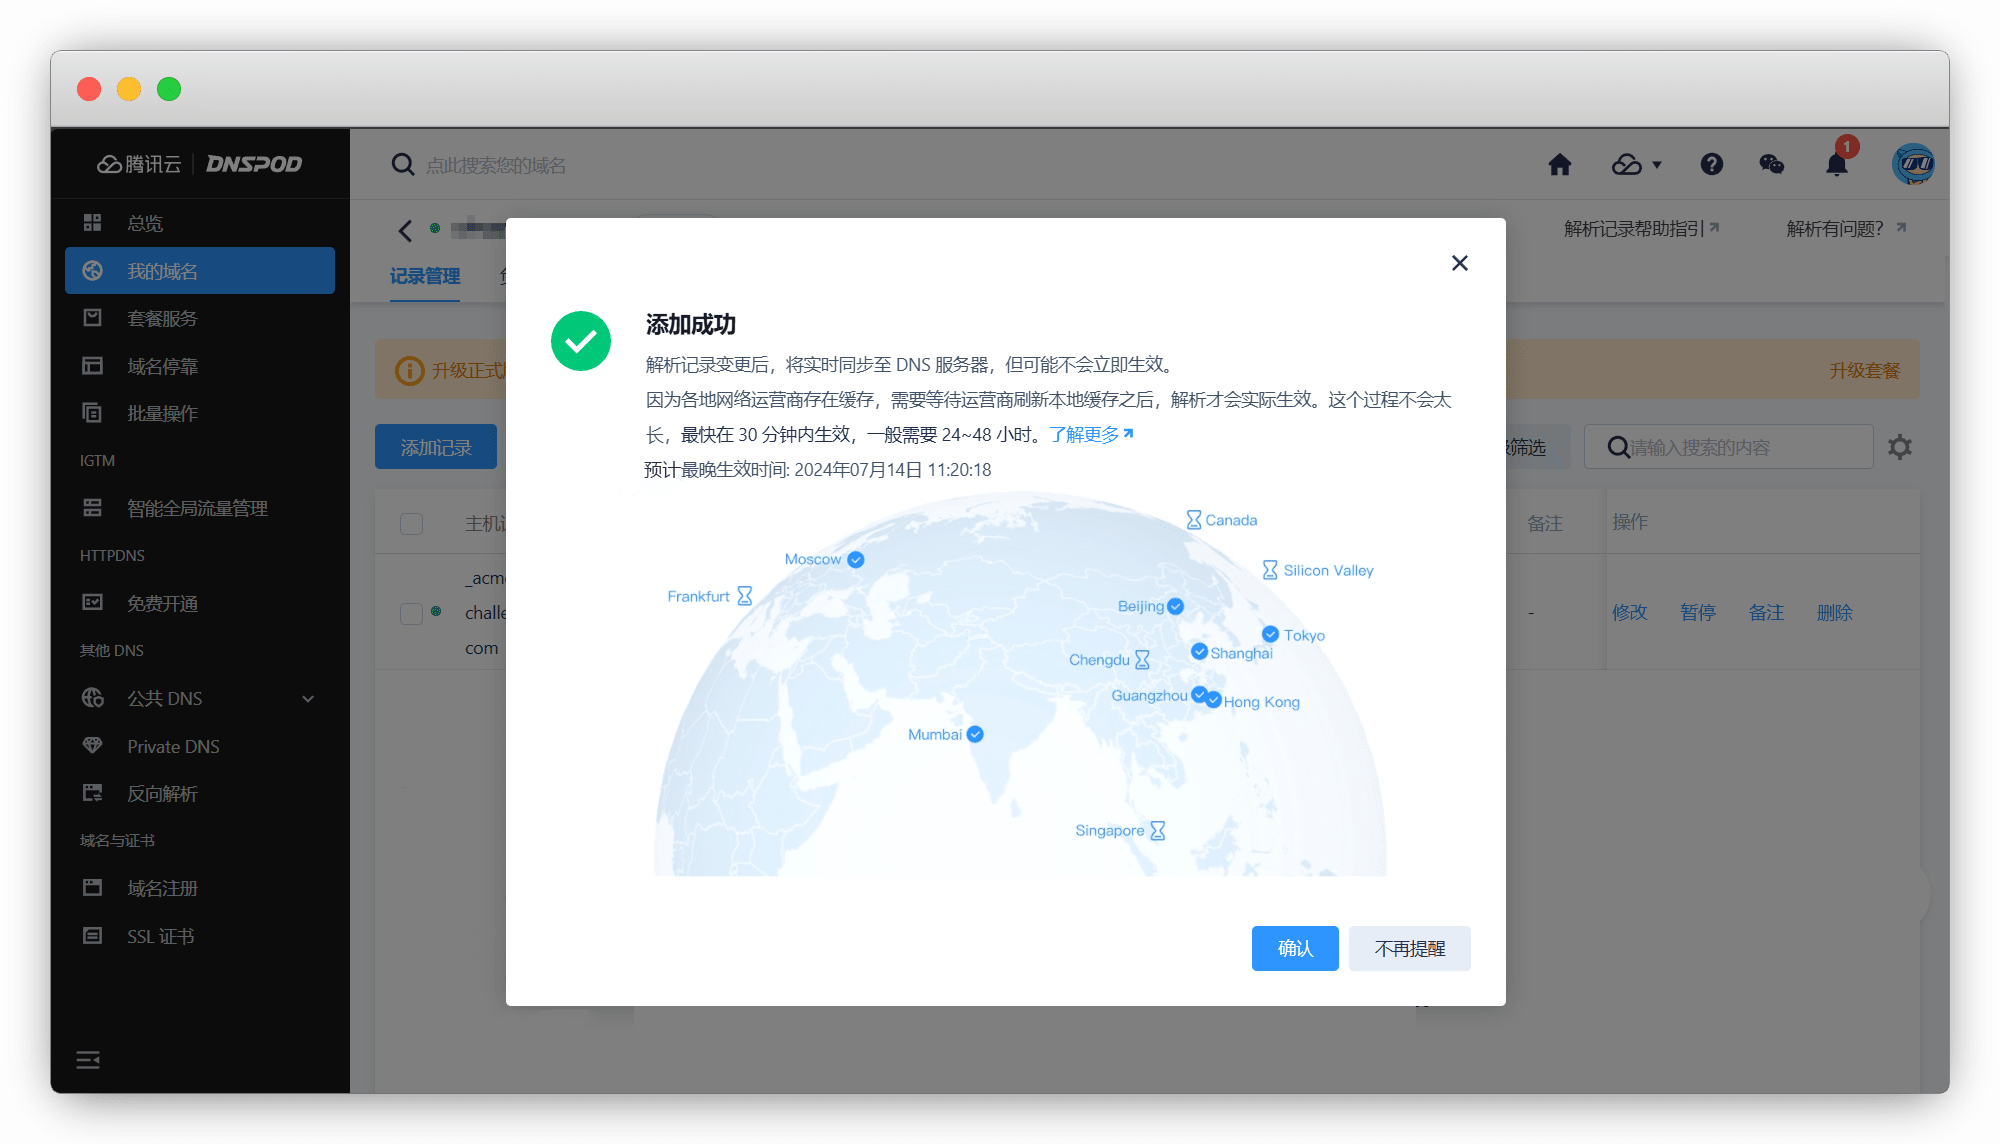 腾讯云 DNSPOD
点此搜索您的域名
1
总览
我的域名
套餐服务
域名停靠
批量操作
IGTM
智能全局流量管理
HTTPDNS
免费开通
其他 DNS
公共 DNS
Private DNS
反向解析
域名与证书
域名注册
SSL 证书
解析记录帮助指引
解析有问题?
记录管理
升级正式
升级套餐
添加记录
筛选
请输入搜索的内容
主机
备注
操作
_acm
challe
com
-
修改
暂停
备注
删除
添加成功
解析记录变更后，将实时同步至 DNS 服务器，但可能不会立即生效。
因为各地网络运营商存在缓存，需要等待运营商刷新本地缓存之后，解析才会实际生效。这个过程不会太
长，最快在 30 分钟内生效，一般需要 24~48 小时。了解更多
预计最晚生效时间: 2024年07月14日 11:20:18
Canada
Moscow
Silicon Valley
Frankfurt
Beijing
Tokyo
Shanghai
Chengdu
Guangzhou
Hong Kong
Mumbai
Singapore
确认
不再提醒